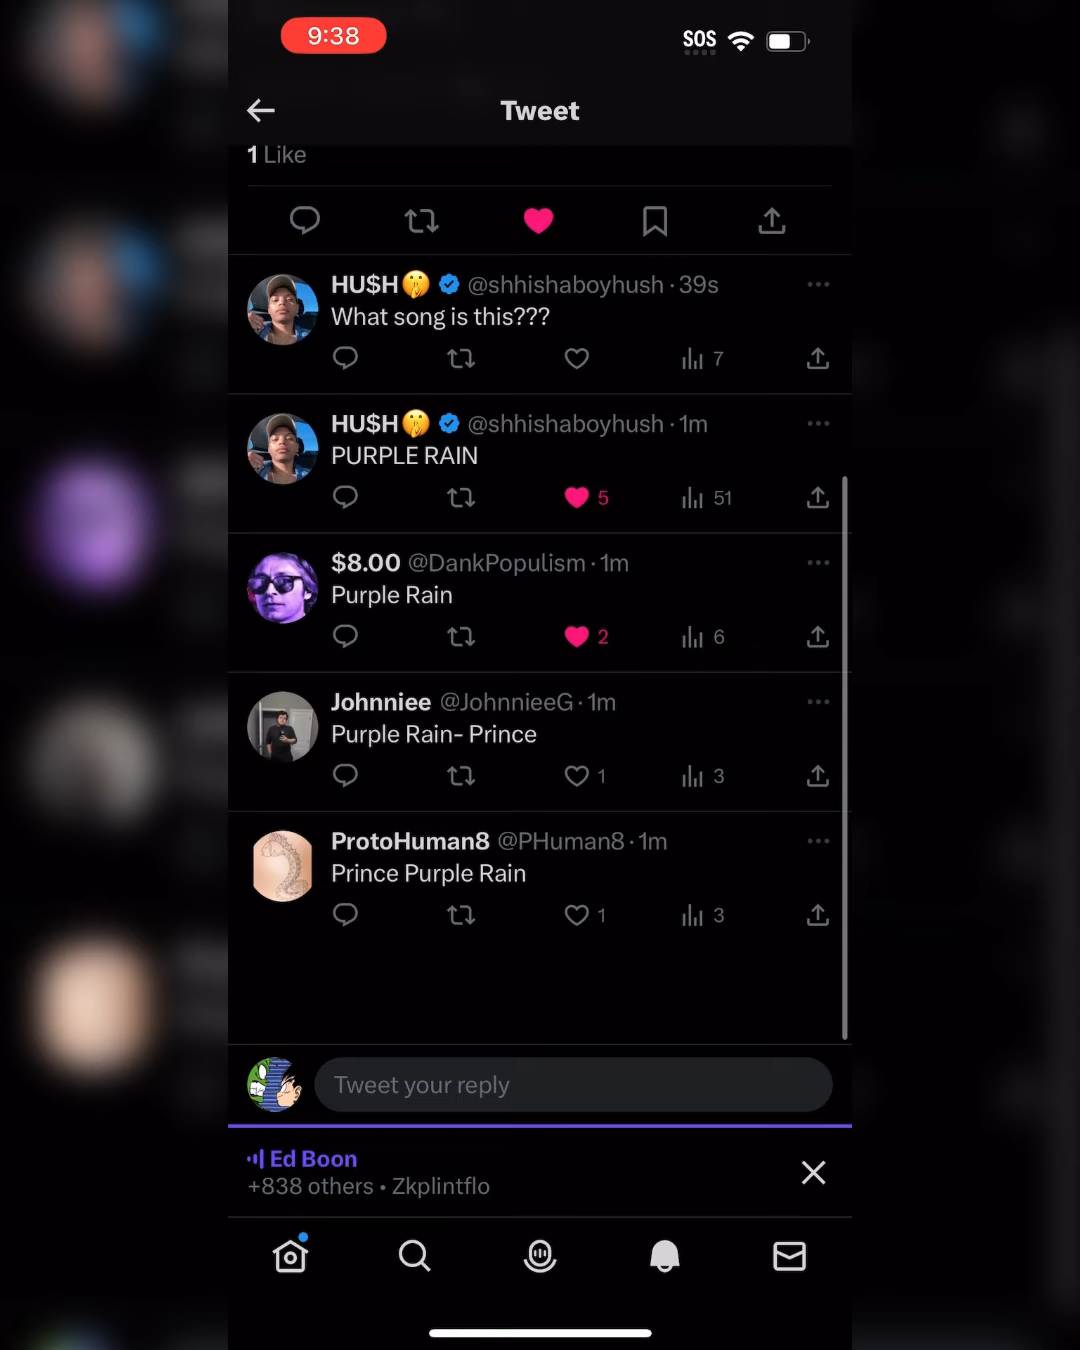 9:38
SOS
Tweet
1 Like
HU$H🤫 @shhishaboyhush · 39s
What song is this???
7
HU$H🤫 @shhishaboyhush · 1m
PURPLE RAIN
5 51
$8.00 @DankPopulism · 1m
Purple Rain
2 6
Johnniee @JohnnieeG · 1m
Purple Rain- Prince
1 3
ProtoHuman8 @PHuman8 · 1m
Prince Purple Rain
1 3
Tweet your reply
Ed Boon
+838 others • Zkplintflo